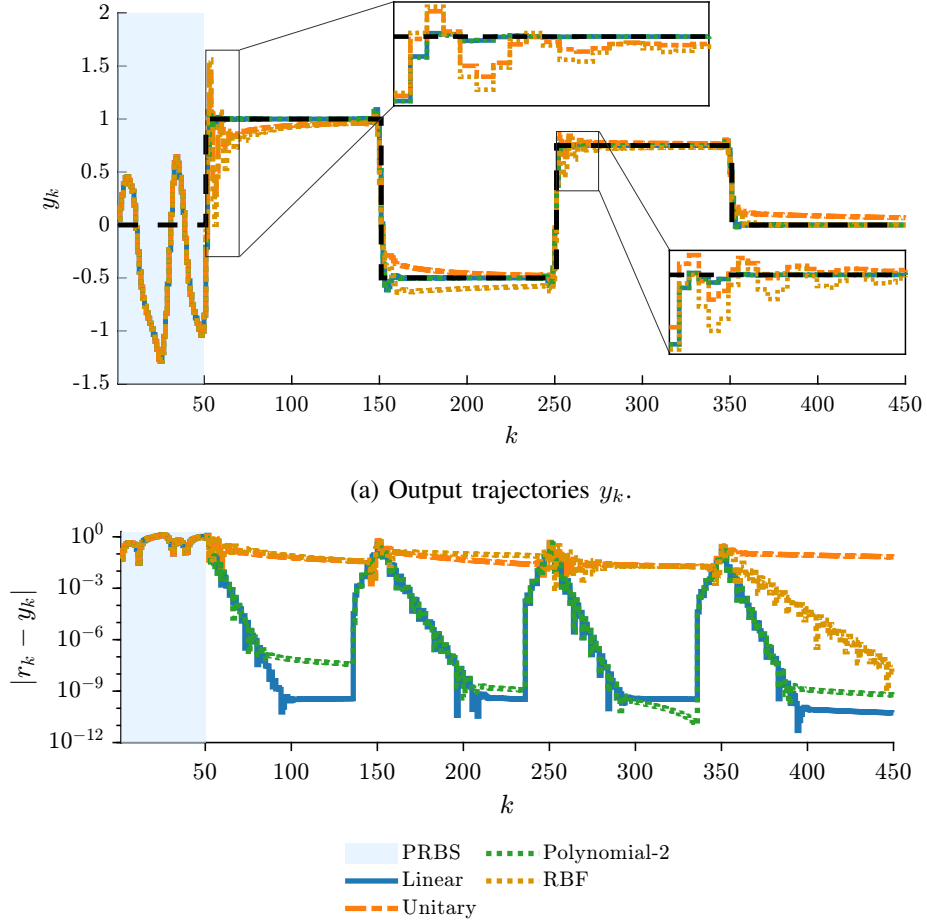 2
1.5
1
0.5
0
-0.5
-1
-1.5
y_k
50 100 150 200 250 300 350 400 450
k
(a) Output trajectories y_k.
10^0
10^−3
10^−6
10^−9
10^−12
|r_k − y_k|
50 100 150 200 250 300 350 400 450
k
PRBS
Linear
Unitary
Polynomial-2
RBF